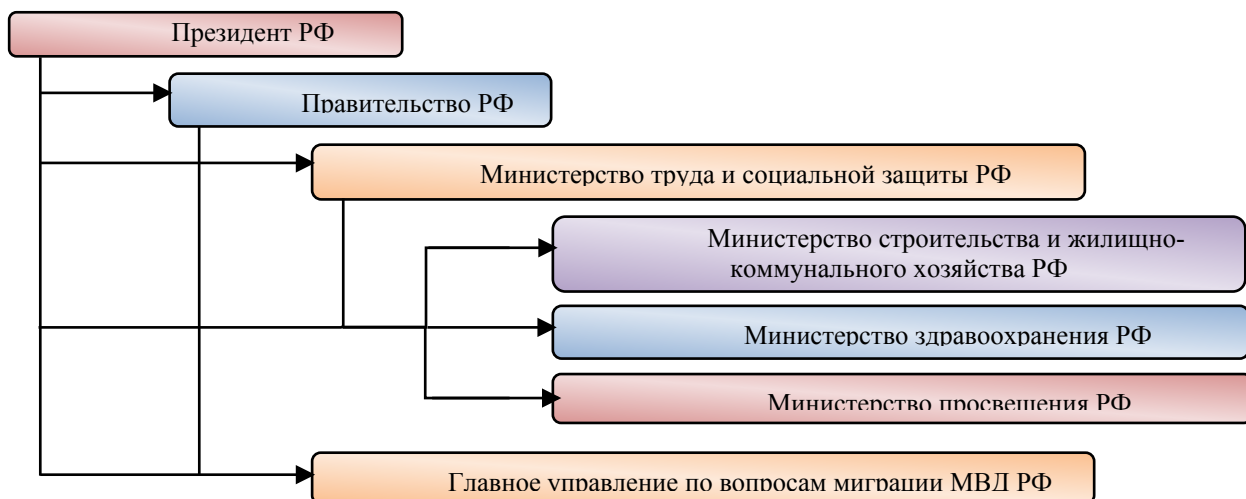 Президент РФ
Правительство РФ
Министерство труда и социальной защиты РФ
Министерство строительства и жилищно-
коммунального хозяйства РФ
Министерство здравоохранения РФ
Министерство просвещения РФ
Главное управление по вопросам миграции МВД РФ